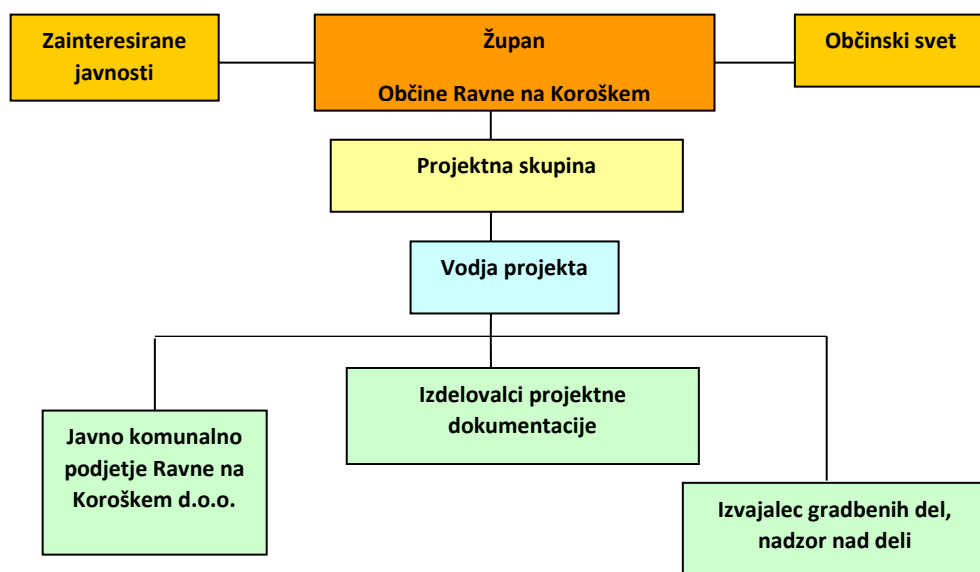 Zainteresirane
javnosti
Župan
Občine Ravne na Koroškem
Občinski svet
Projektna skupina
Vodja projekta
Javno komunalno
podjetje Ravne na
Koroškem d.o.o.
Izdelovalci projektne
dokumentacije
Izvajalec gradbenih del,
nadzor nad deli